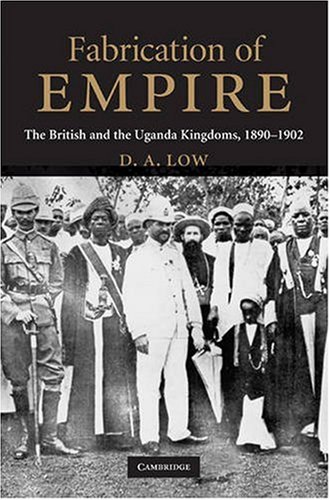 Fabrication of
EMPIRE
The British and the Uganda Kingdoms, 1890–1902
D. A. LOW
CAMBRIDGE